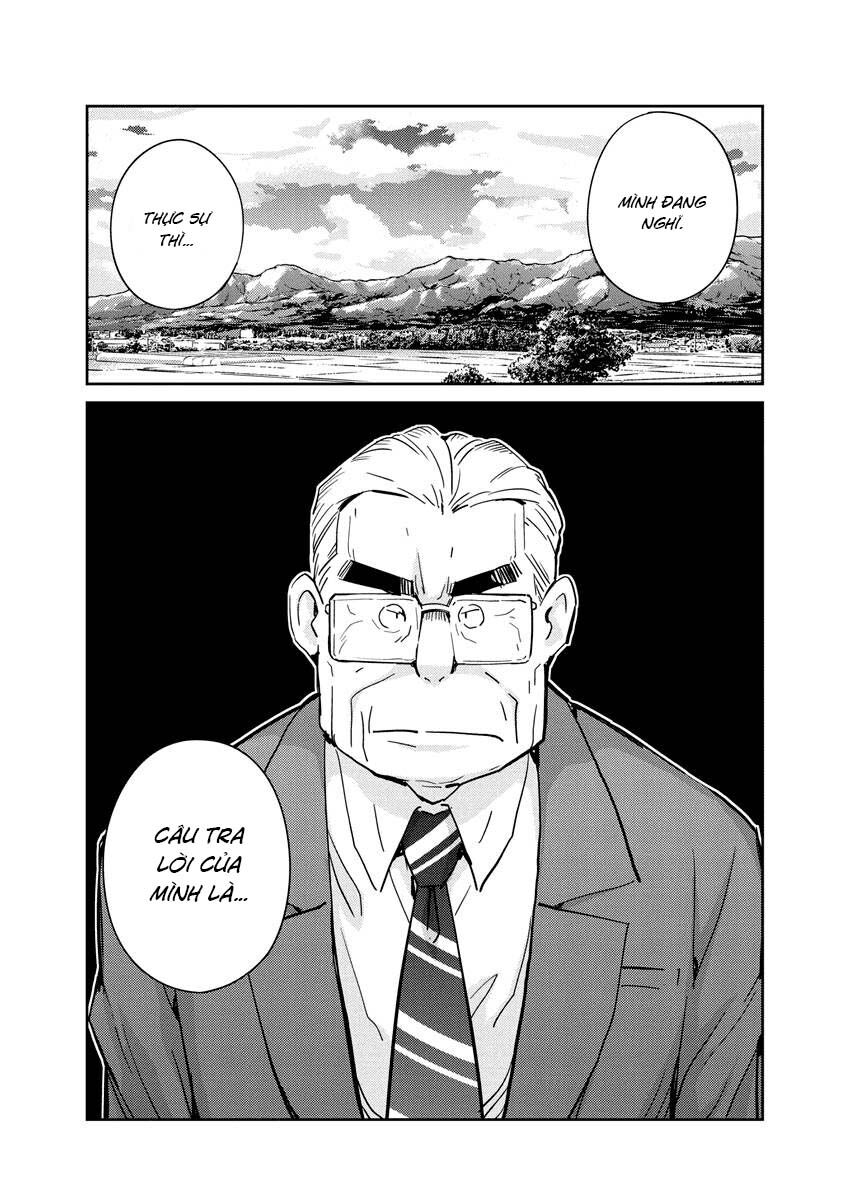 MÌNH ĐANG
NGHĨ.
THỰC SỰ
THÌ...
CÂU TRA
LỜI CỦA
MÌNH LÀ...